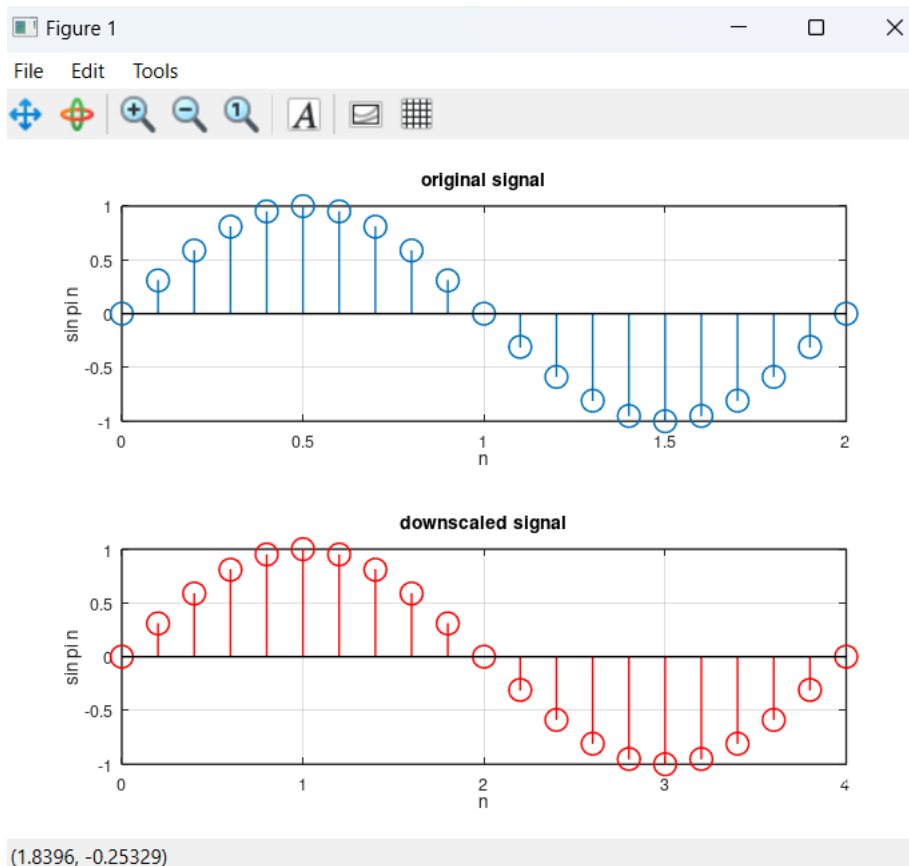 Figure 1
File Edit Tools
A
original signal
1
0.5
0
-0.5
-1
sin pi n
0 0.5 1 1.5 2
n
downscaled signal
1
0.5
0
-0.5
-1
sin pi n
0 1 2 3 4
n
(1.8396, -0.25329)